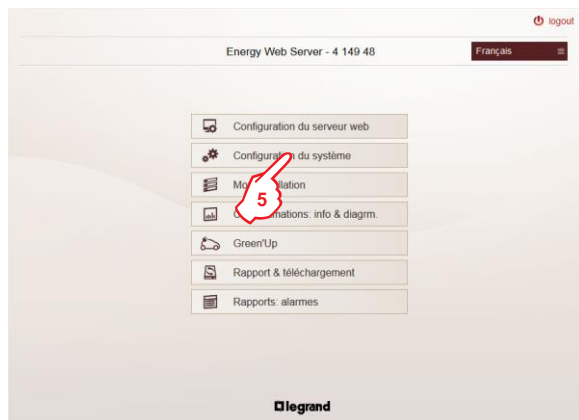 logout
Energy Web Server - 4 149 48
Français
Configuration du serveur web
Configuration du système
5
info & diagrm.
Green'Up
Rapport & téléchargement
Rapports: alarmes
legrand